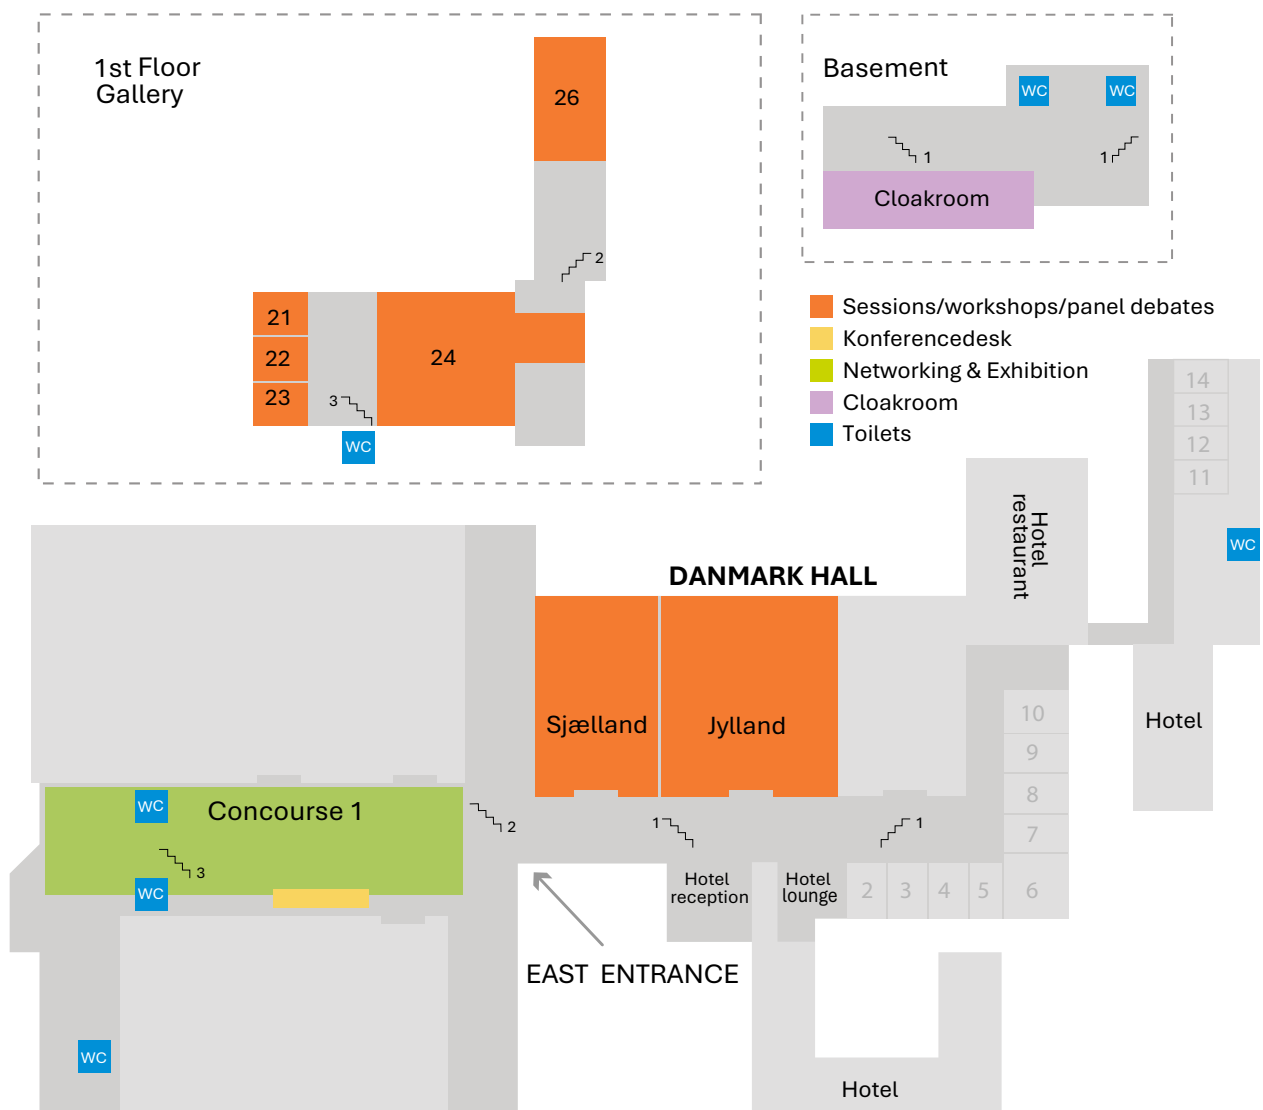 1st Floor
Gallery
26
2
21
22
23
24
3
WC
Basement
WC
WC
1
1
Cloakroom
Sessions/workshops/panel debates
Konferencedesk
Networking & Exhibition
Cloakroom
Toilets
14
13
12
11
WC
Hotel
restaurant
DANMARK HALL
Sjælland
Jylland
10
9
8
7
6
Hotel
WC
Concourse 1
2
1
1
3
WC
Hotel
reception
Hotel
lounge
2
3
4
5
EAST ENTRANCE
WC
Hotel